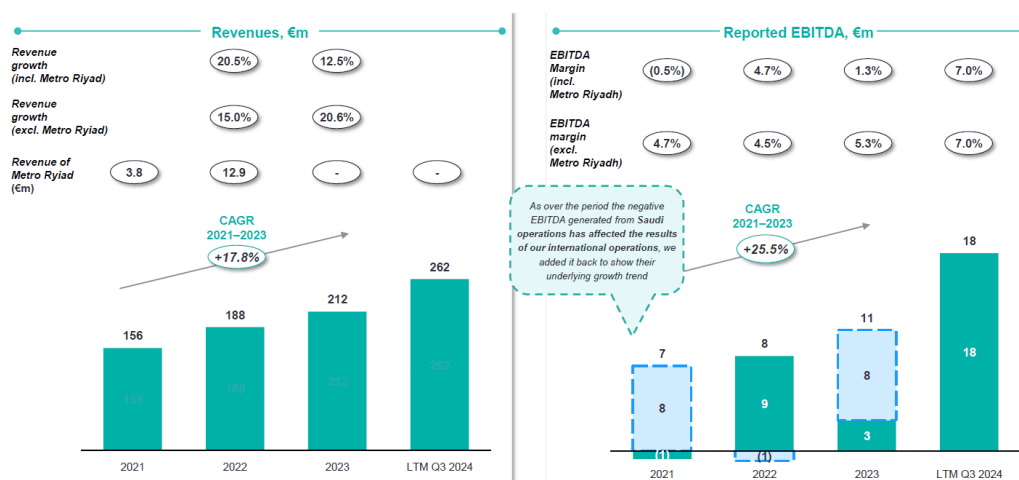 Revenues, €m
Revenue
growth
(incl. Metro Riyad)
20.5%
12.5%
Revenue
growth
(excl. Metro Ryiad)
15.0%
20.6%
Revenue of
Metro Ryiad
(€m)
3.8
12.9
-
-
CAGR
2021–2023
+17.8%
156
188
212
262
156
188
212
262
2021
2022
2023
LTM Q3 2024
Reported EBITDA, €m
EBITDA
Margin
(incl.
Metro Riyadh)
(0.5%)
4.7%
1.3%
7.0%
EBITDA
margin
(excl.
Metro Riyadh)
4.7%
4.5%
5.3%
7.0%
As over the period the negative
EBITDA generated from Saudi
operations has affected the results
of our international operations, we
added it back to show their
underlying growth trend
CAGR
2021–2023
+25.5%
7
8
11
18
8
9
8
18
3
(1)
(1)
2021
2022
2023
LTM Q3 2024